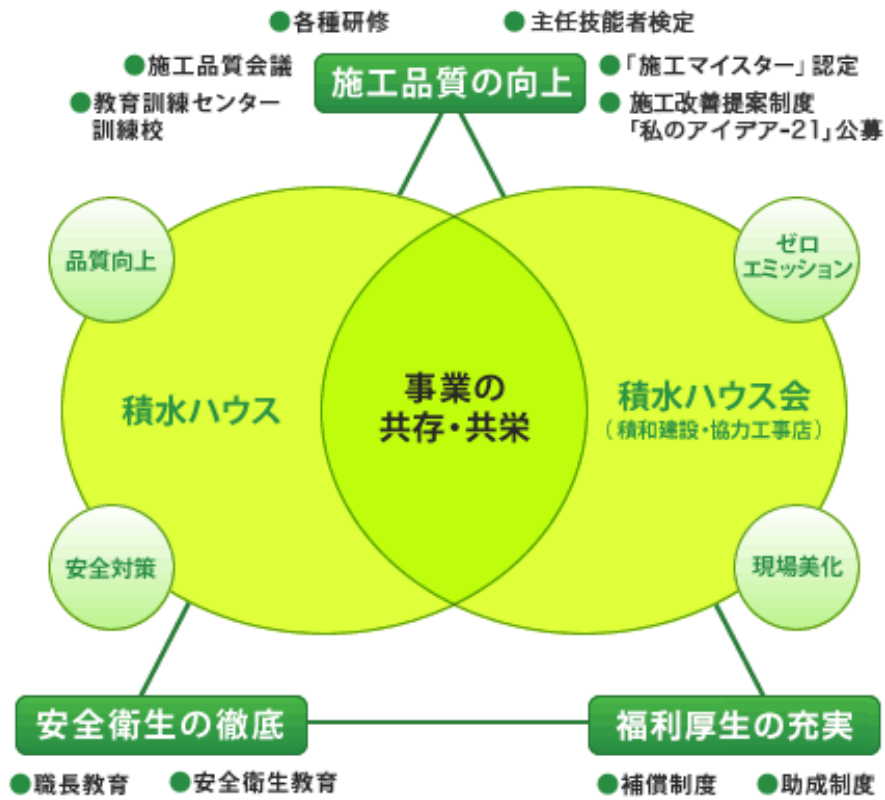 ●各種研修
●主任技能者検定
●施工品質会議
施工品質の向上
●「施工マイスター」認定
●教育訓練センター
訓練校
●施工改善提案制度
「私のアイデア-21」公募
品質向上
ゼロ
エミッション
積水ハウス
事業の
共存・共栄
積水ハウス会
（積和建設・協力工事店）
安全対策
現場美化
安全衛生の徹底
福利厚生の充実
●職長教育
●安全衛生教育
●補償制度
●助成制度